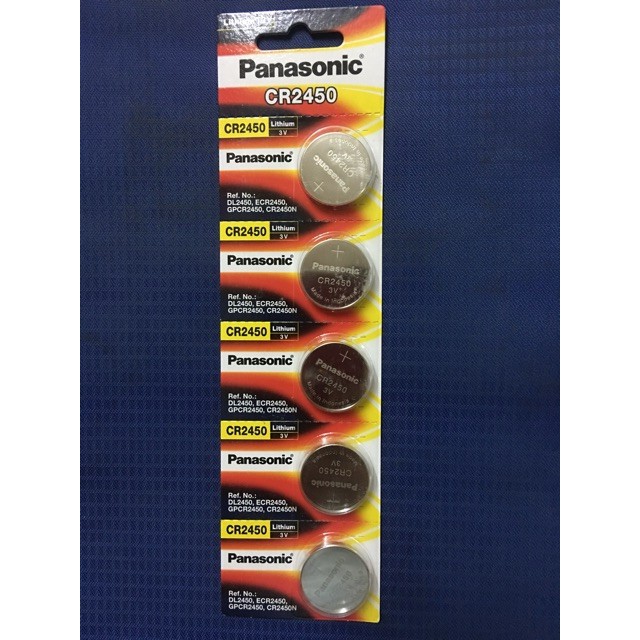 Panasonic
CR2450
CR2450 Lithium 3V
Panasonic
Ref. No.:
DL2450, ECR2450,
GPCR2450, CR2450N
Panasonic
CR2450
3V
CR2450 Lithium 3V
Panasonic
Ref. No.:
DL2450, ECR2450,
GPCR2450, CR2450N
Panasonic
CR2450
3V
CR2450 Lithium 3V
Panasonic
Ref. No.:
DL2450, ECR2450,
GPCR2450, CR2450N
CR2450
3V
CR2450 Lithium 3V
Panasonic
Ref. No.:
DL2450, ECR2450,
GPCR2450, CR2450N
3V
CR2450
Panasonic
CR2450 Lithium 3V
Panasonic
Ref. No.:
DL2450, ECR2450,
GPCR2450, CR2450N